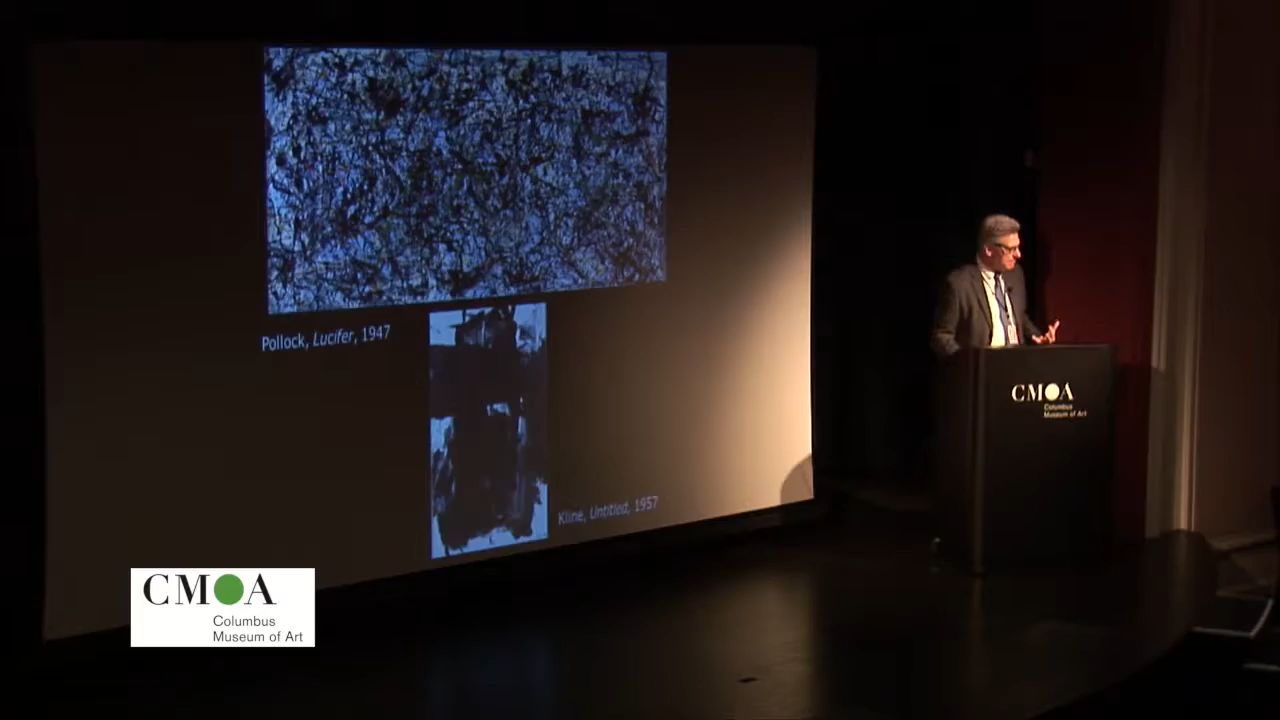 Pollock, Lucifer, 1947
Kline, Untitled, 1957
CMOA
Columbus
Museum of Art
CMOA
Columbus
Museum of Art